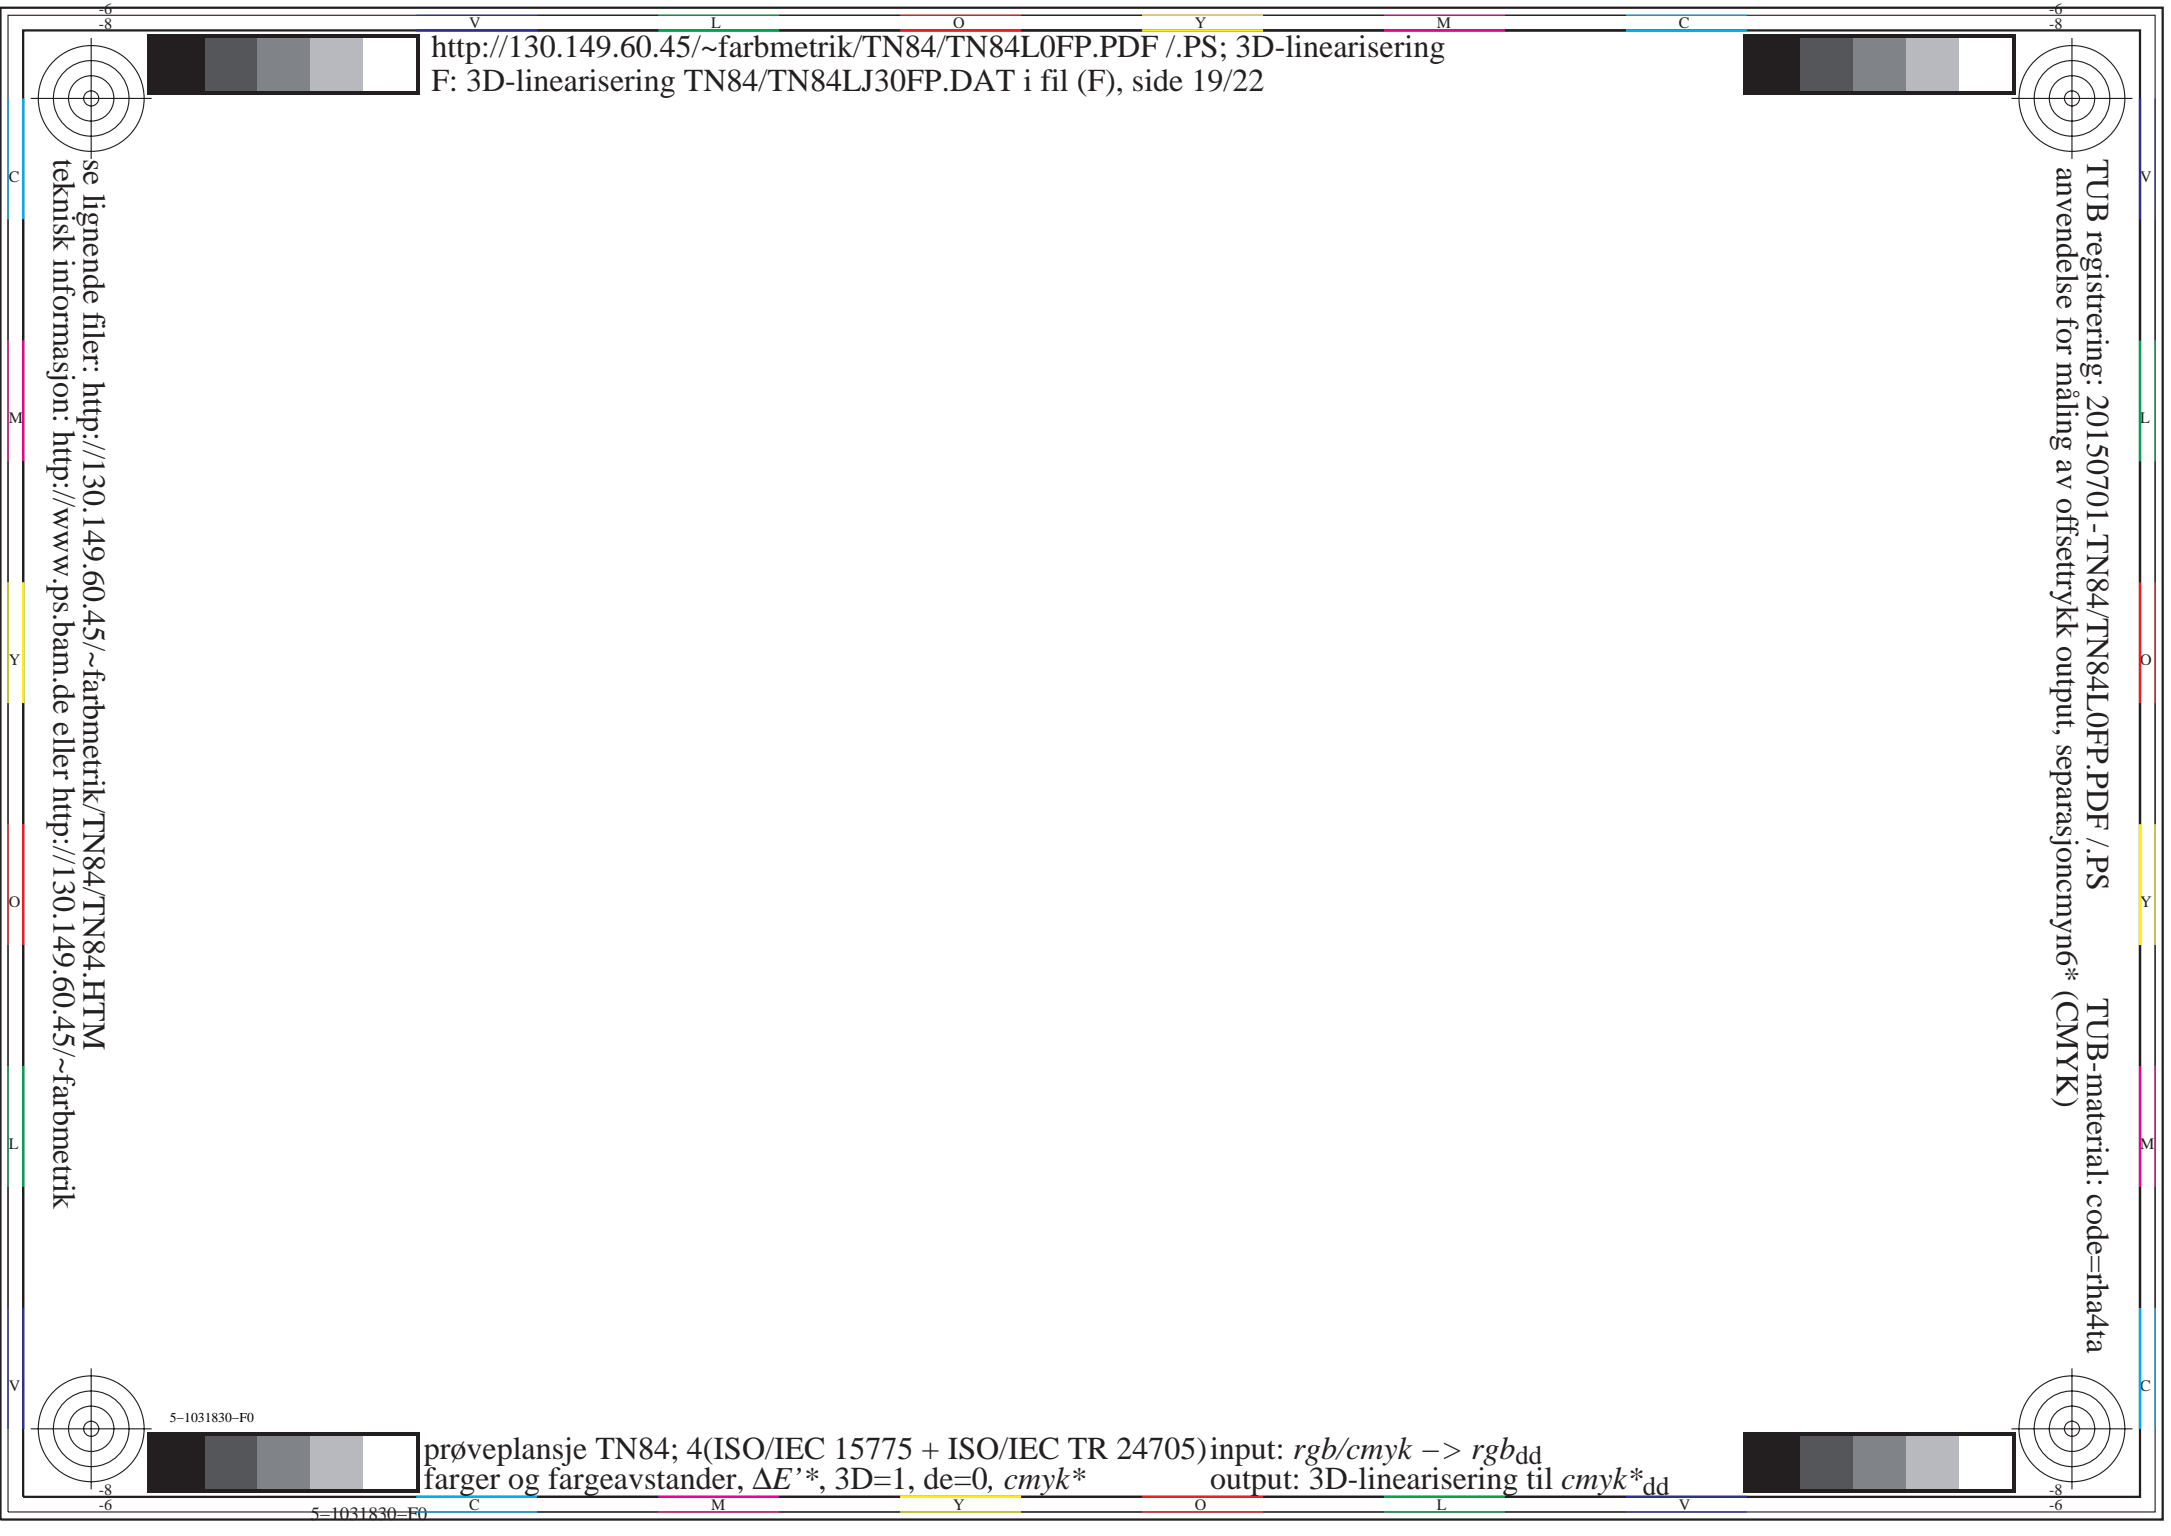 -6
-8
V L O Y M C
-6
-8
http://130.149.60.45/~farbmetrik/TN84/TN84L0FP.PDF /.PS; 3D-linearisering
F: 3D-linearisering TN84/TN84LJ30FP.DAT i fil (F), side 19/22
C
M
Y
O
L
V
se lignende filer: http://130.149.60.45/~farbmetrik/TN84/TN84.HTM
teknisk informasjon: http://www.ps.bam.de eller http://130.149.60.45/~farbmetrik
TUB registrering: 20150701-TN84/TN84L0FP.PDF /.PS TUB-material: code=rha4ta
anvendelse for måling av offsettrykk output, separasjoncmyn6* (CMYK)
V
L
O
Y
M
C
5-1031830-F0
prøveplansje TN84; 4(ISO/IEC 15775 + ISO/IEC TR 24705) input: rgb/cmyk -> rgbdd
farger og fargeavstander, ΔE'*, 3D=1, de=0, cmyk* output: 3D-linearisering til cmyk*dd
-8
-6
5-1031830-F0
C M Y O L V
-8
-6